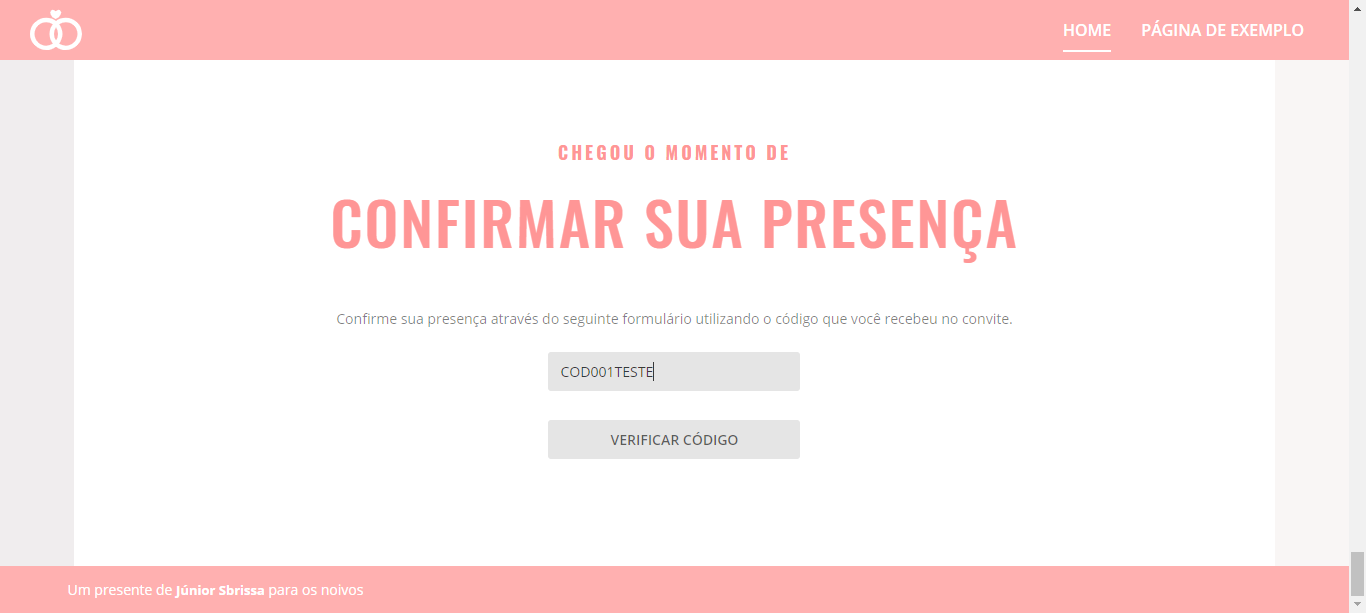 HOME PÁGINA DE EXEMPLO
CHEGOU O MOMENTO DE
CONFIRMAR SUA PRESENÇA
Confirme sua presença através do seguinte formulário utilizando o código que você recebeu no convite.
COD001TESTE
VERIFICAR CÓDIGO
Um presente de Júnior Sbrissa para os noivos